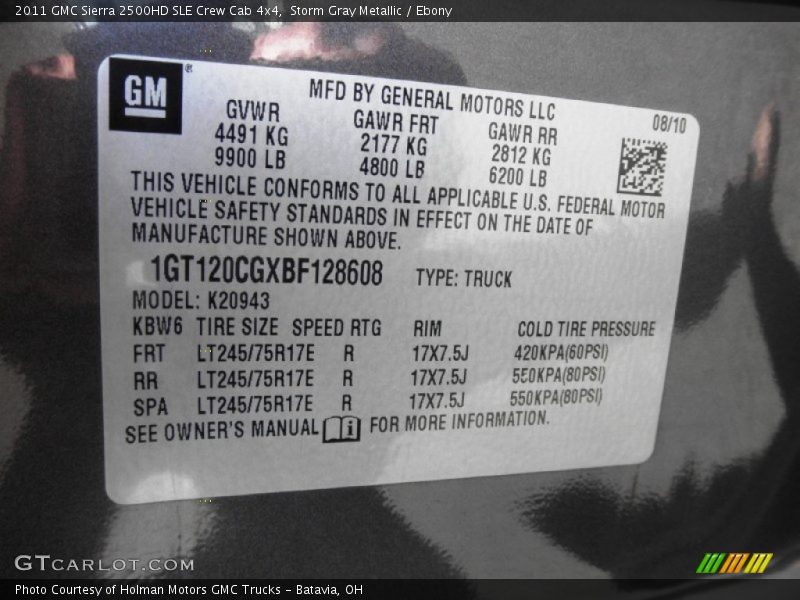 2011 GMC Sierra 2500HD SLE Crew Cab 4x4, Storm Gray Metallic / Ebony
GM ®
MFD BY GENERAL MOTORS LLC
08/10
GVWR GAWR FRT GAWR RR
4491 KG 2177 KG 2812 KG
9900 LB 4800 LB 6200 LB
THIS VEHICLE CONFORMS TO ALL APPLICABLE U.S. FEDERAL MOTOR
VEHICLE SAFETY STANDARDS IN EFFECT ON THE DATE OF
MANUFACTURE SHOWN ABOVE.
1GT120CGXBF128608 TYPE: TRUCK
MODEL: K20943
KBW6 TIRE SIZE SPEED RTG RIM COLD TIRE PRESSURE
FRT LT245/75R17E R 17X7.5J 420KPA(60PSI)
RR LT245/75R17E R 17X7.5J 550KPA(80PSI)
SPA LT245/75R17E R 17X7.5J 550KPA(80PSI)
SEE OWNER'S MANUAL i FOR MORE INFORMATION.
GTCARLOT.COM
Photo Courtesy of Holman Motors GMC Trucks - Batavia, OH